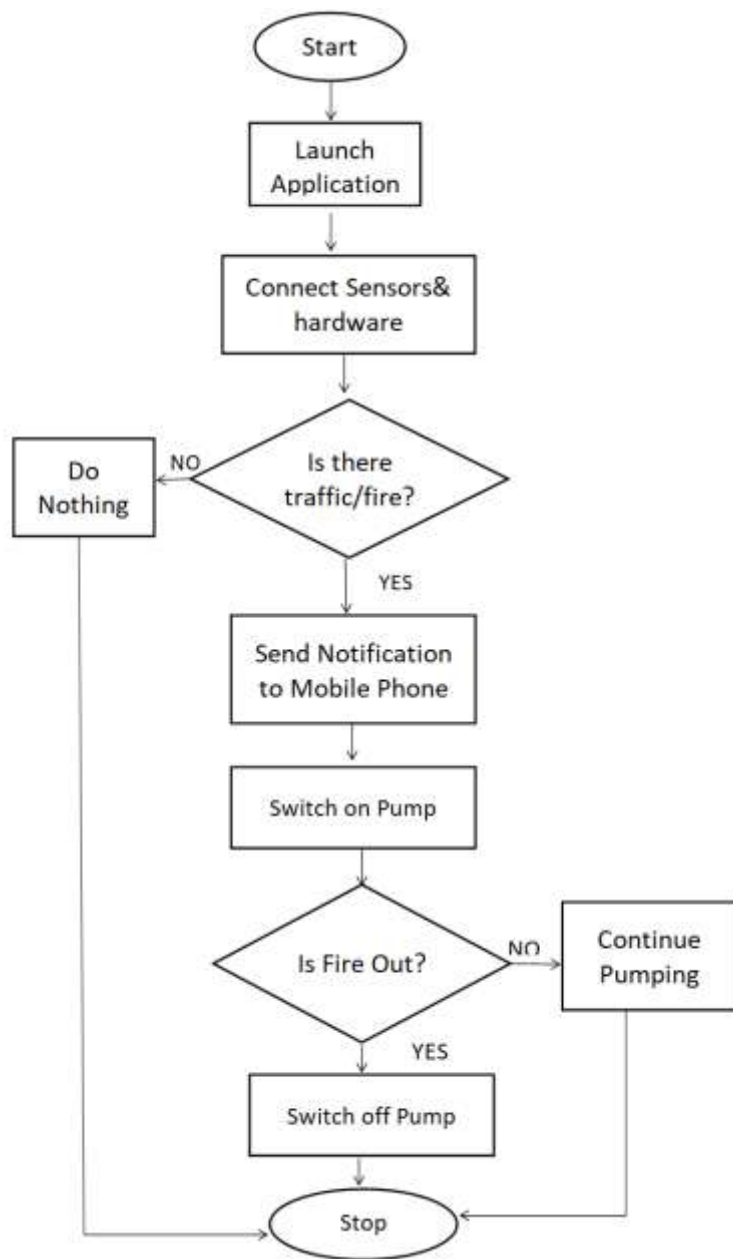 Start
Launch
Application
Connect Sensors&
hardware
Is there
traffic/fire?
NO
Do
Nothing
YES
Send Notification
to Mobile Phone
Switch on Pump
Is Fire Out?
NO
Continue
Pumping
YES
Switch off Pump
Stop